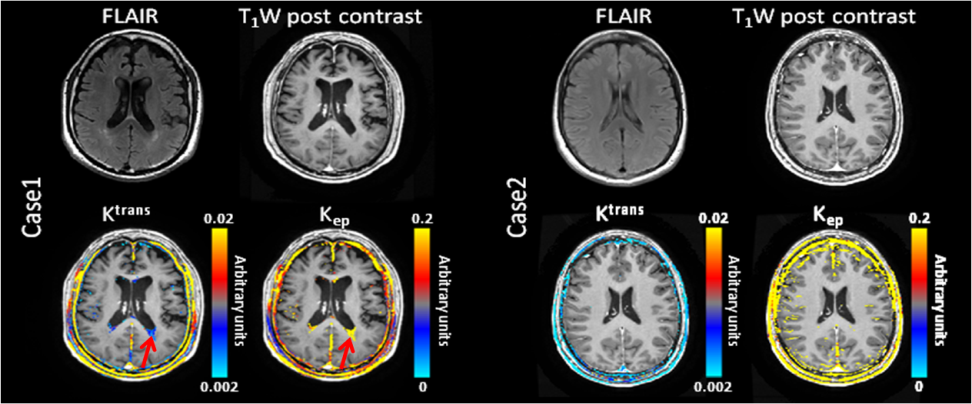 FLAIR
T₁W post contrast
FLAIR
T₁W post contrast
Case1
Case2
Kᵗʳᵃⁿˢ
0.02
Arbitrary units
0.002
Kₑₚ
0.2
Arbitrary units
0
Kᵗʳᵃⁿˢ
0.02
Arbitrary units
0.002
Kₑₚ
0.2
Arbitrary units
0